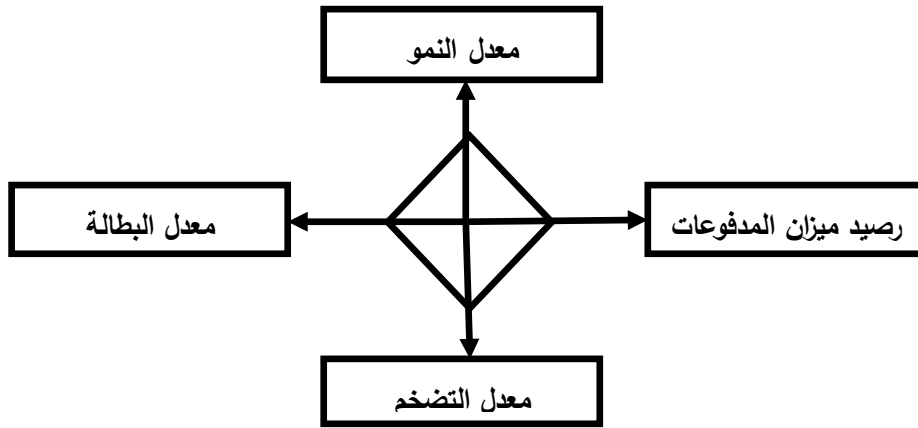 معدل النمو
رصيد ميزان المدفوعات
معدل البطالة
معدل التضخم